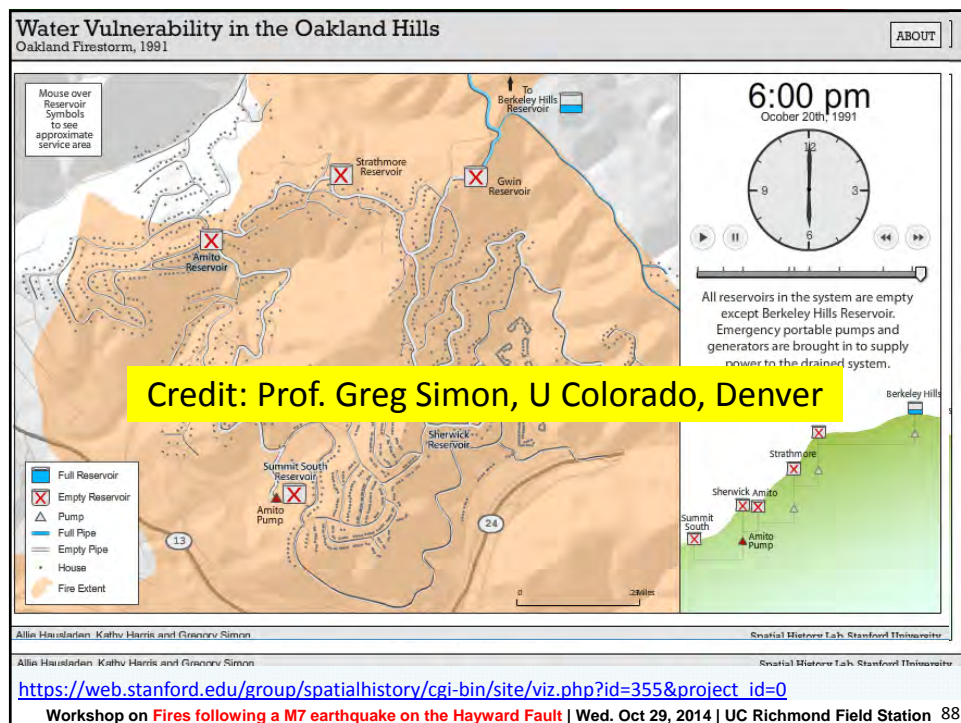 Water Vulnerability in the Oakland Hills
Oakland Firestorm, 1991
ABOUT
Mouse over
Reservoir
Symbols
to see
approximate
service area
To
Berkeley Hills
Reservoir
Strathmore
Reservoir
Gwin
Reservoir
Amito
Reservoir
Sherwick
Reservoir
Summit South
Reservoir
Amito
Pump
13
24
0
Miles
Full Reservoir
Empty Reservoir
Pump
Full Pipe
Empty Pipe
House
Fire Extent
6:00 pm
Ocober 20th, 1991
12
9
3
6
All reservoirs in the system are empty
except Berkeley Hills Reservoir.
Emergency portable pumps and
generators are brought in to supply
power to the drained system.
Credit: Prof. Greg Simon, U Colorado, Denver
Berkeley Hills
Strathmore
Sherwick
Amito
Summit
South
Amito
Pump
Allie Hausladen, Kathy Harris and Gregory Simon
Spatial History Lab Stanford University
Allie Hausladen, Kathy Harris and Gregory Simon
Spatial History Lab Stanford University
https://web.stanford.edu/group/spatialhistory/cgi-bin/site/viz.php?id=355&project_id=0
Workshop on Fires following a M7 earthquake on the Hayward Fault | Wed. Oct 29, 2014 | UC Richmond Field Station 88